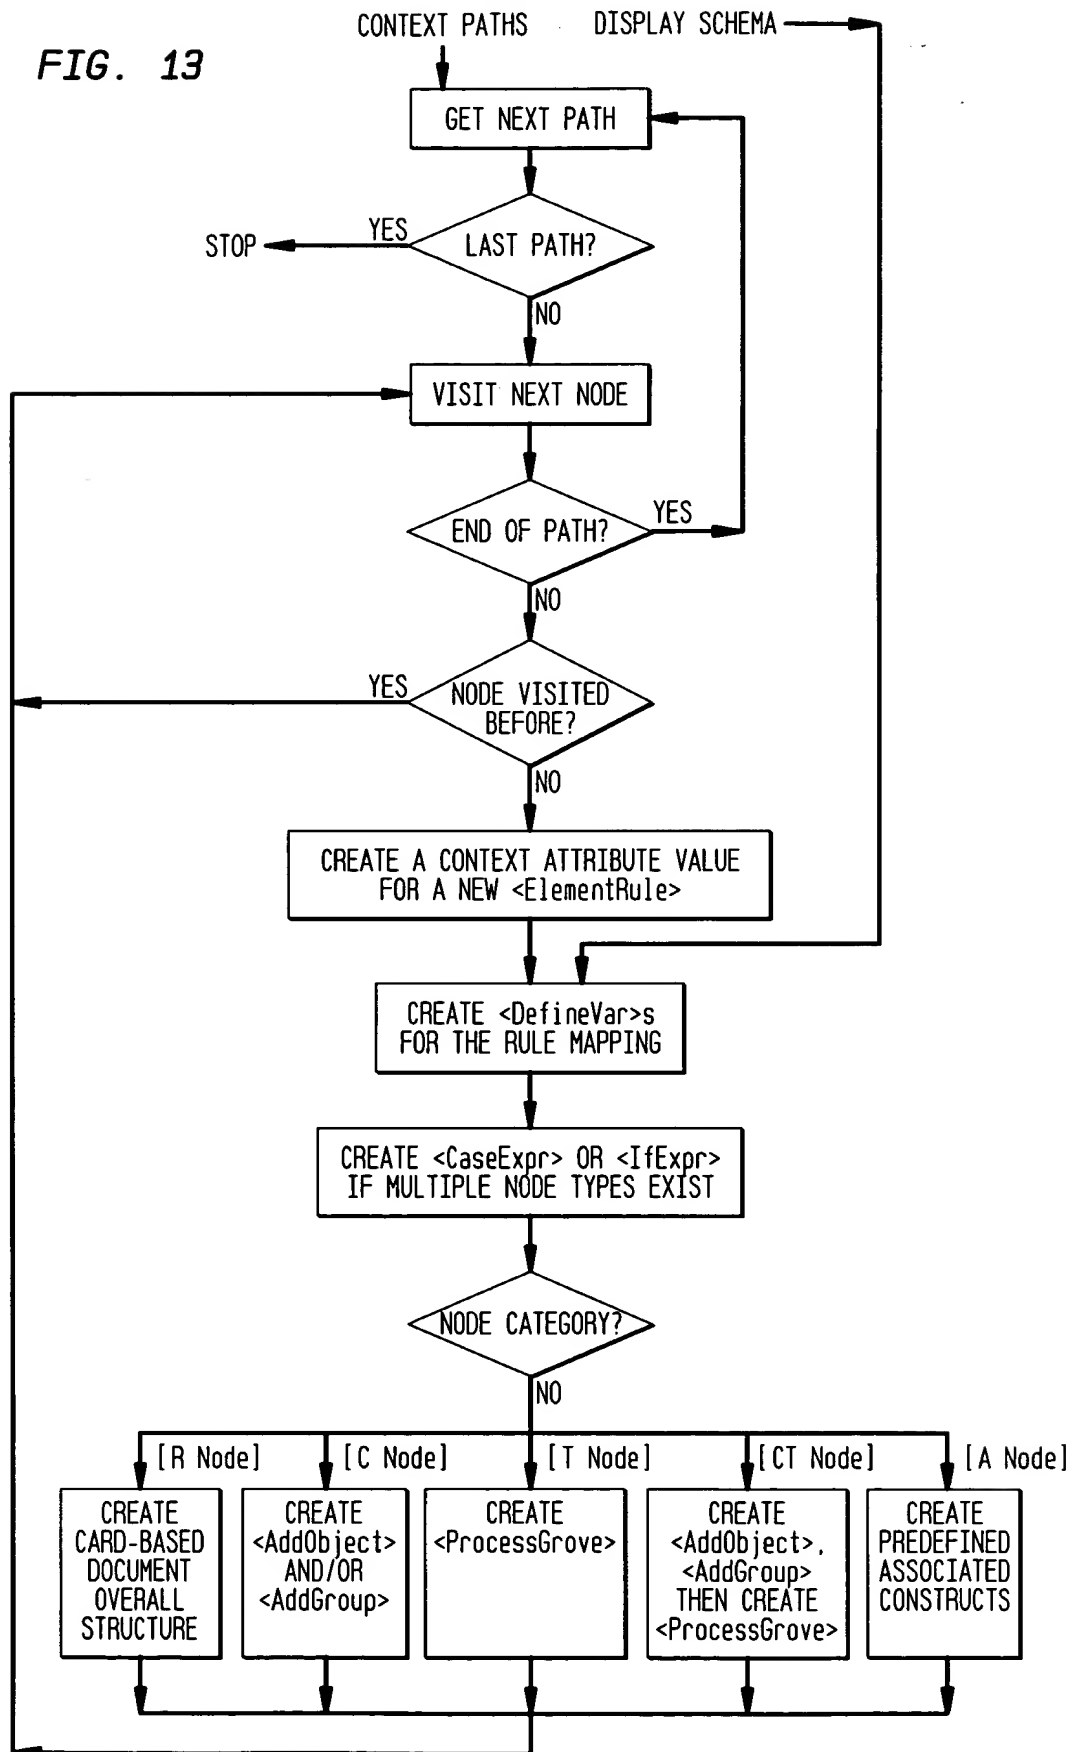 CONTEXT PATHS
DISPLAY SCHEMA
FIG. 13
GET NEXT PATH
YES
STOP
LAST PATH?
NO
VISIT NEXT NODE
END OF PATH?
YES
NO
YES
NODE VISITED
BEFORE?
NO
CREATE A CONTEXT ATTRIBUTE VALUE
FOR A NEW <ElementRule>
CREATE <DefineVar>s
FOR THE RULE MAPPING
CREATE <CaseExpr> OR <IfExpr>
IF MULTIPLE NODE TYPES EXIST
NODE CATEGORY?
NO
[R Node]
[C Node]
[T Node]
[CT Node]
[A Node]
CREATE
CARD-BASED
DOCUMENT
OVERALL
STRUCTURE
CREATE
<AddObject>
AND/OR
<AddGroup>
CREATE
<ProcessGrove>
CREATE
<AddObject>,
<AddGroup>
THEN CREATE
<ProcessGrove>
CREATE
PREDEFINED
ASSOCIATED
CONSTRUCTS